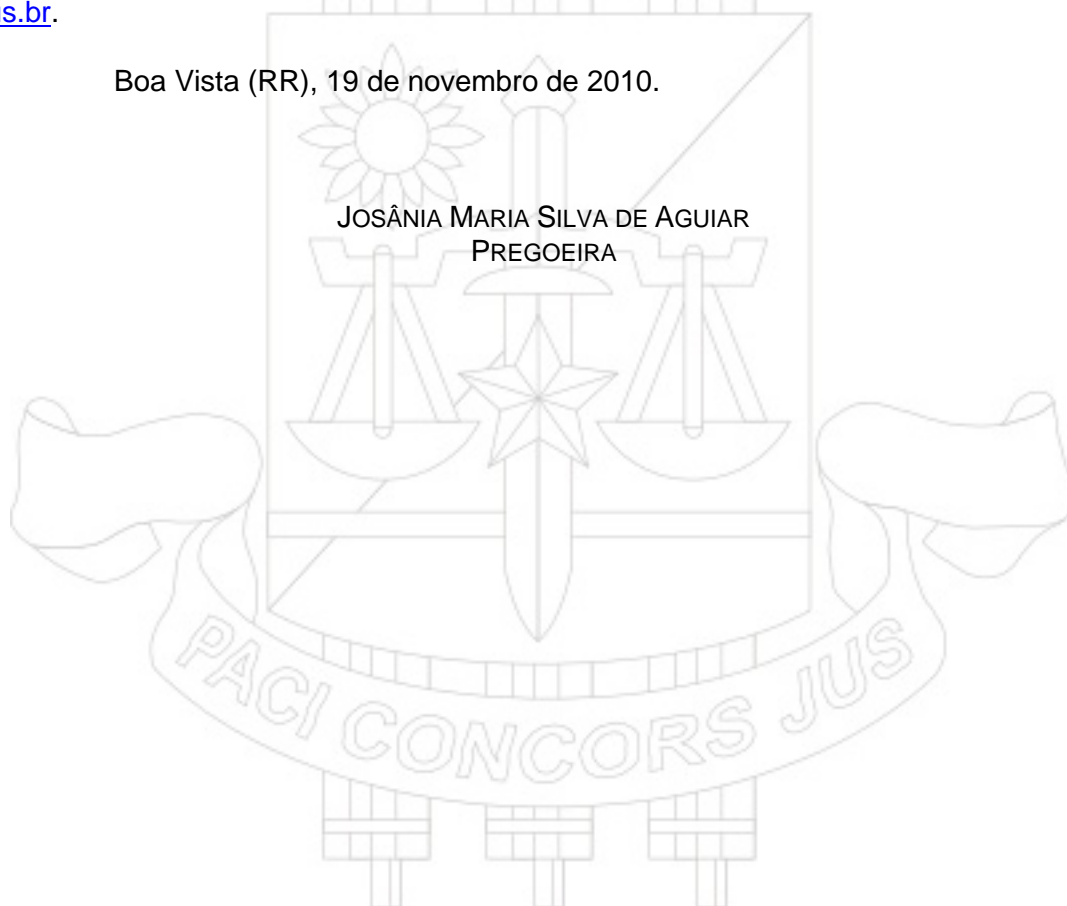 s.br.
Boa Vista (RR), 19 de novembro de 2010.
JOSÂNIA MARIA SILVA DE AGUIAR
PREGOEIRA
PACI CONCORS JUS